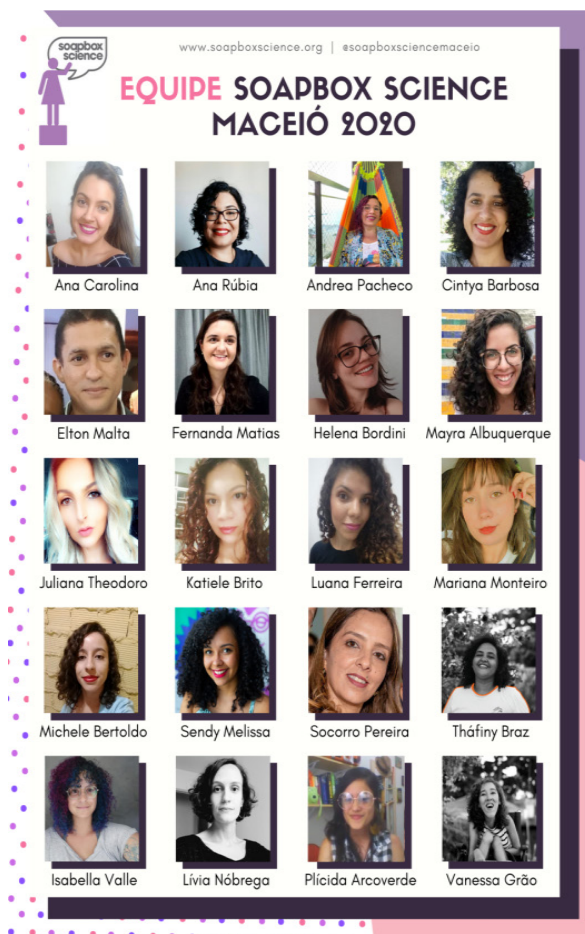 soapbox
science
www.soapboxscience.org | @soapboxsciencemaceio
EQUIPE SOAPBOX SCIENCE
MACEIÓ 2020
Ana Carolina
Ana Rúbia
Andrea Pacheco
Cintya Barbosa
Elton Malta
Fernanda Matias
Helena Bordini
Mayra Albuquerque
Juliana Theodoro
Katiele Brito
Luana Ferreira
Mariana Monteiro
Michele Bertoldo
Sendy Melissa
Socorro Pereira
Tháfiny Braz
Isabella Valle
Lívia Nóbrega
Plícida Arcoverde
Vanessa Grão